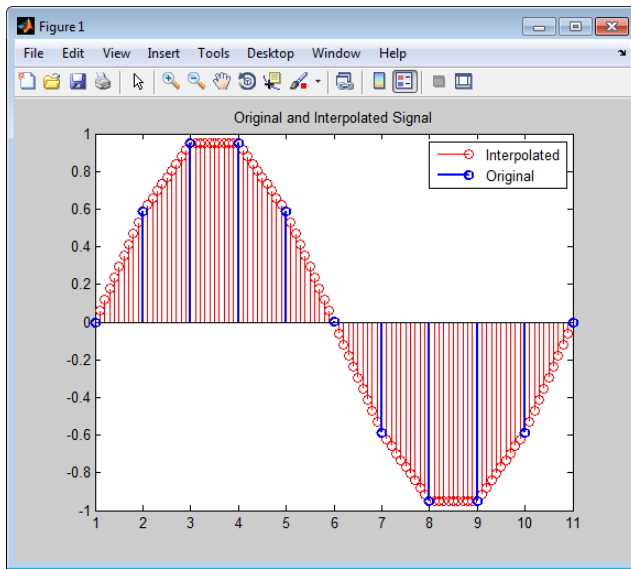 Figure 1
File Edit View Insert Tools Desktop Window Help
Original and Interpolated Signal
Interpolated
Original
1
0.8
0.6
0.4
0.2
0
-0.2
-0.4
-0.6
-0.8
-1
1 2 3 4 5 6 7 8 9 10 11